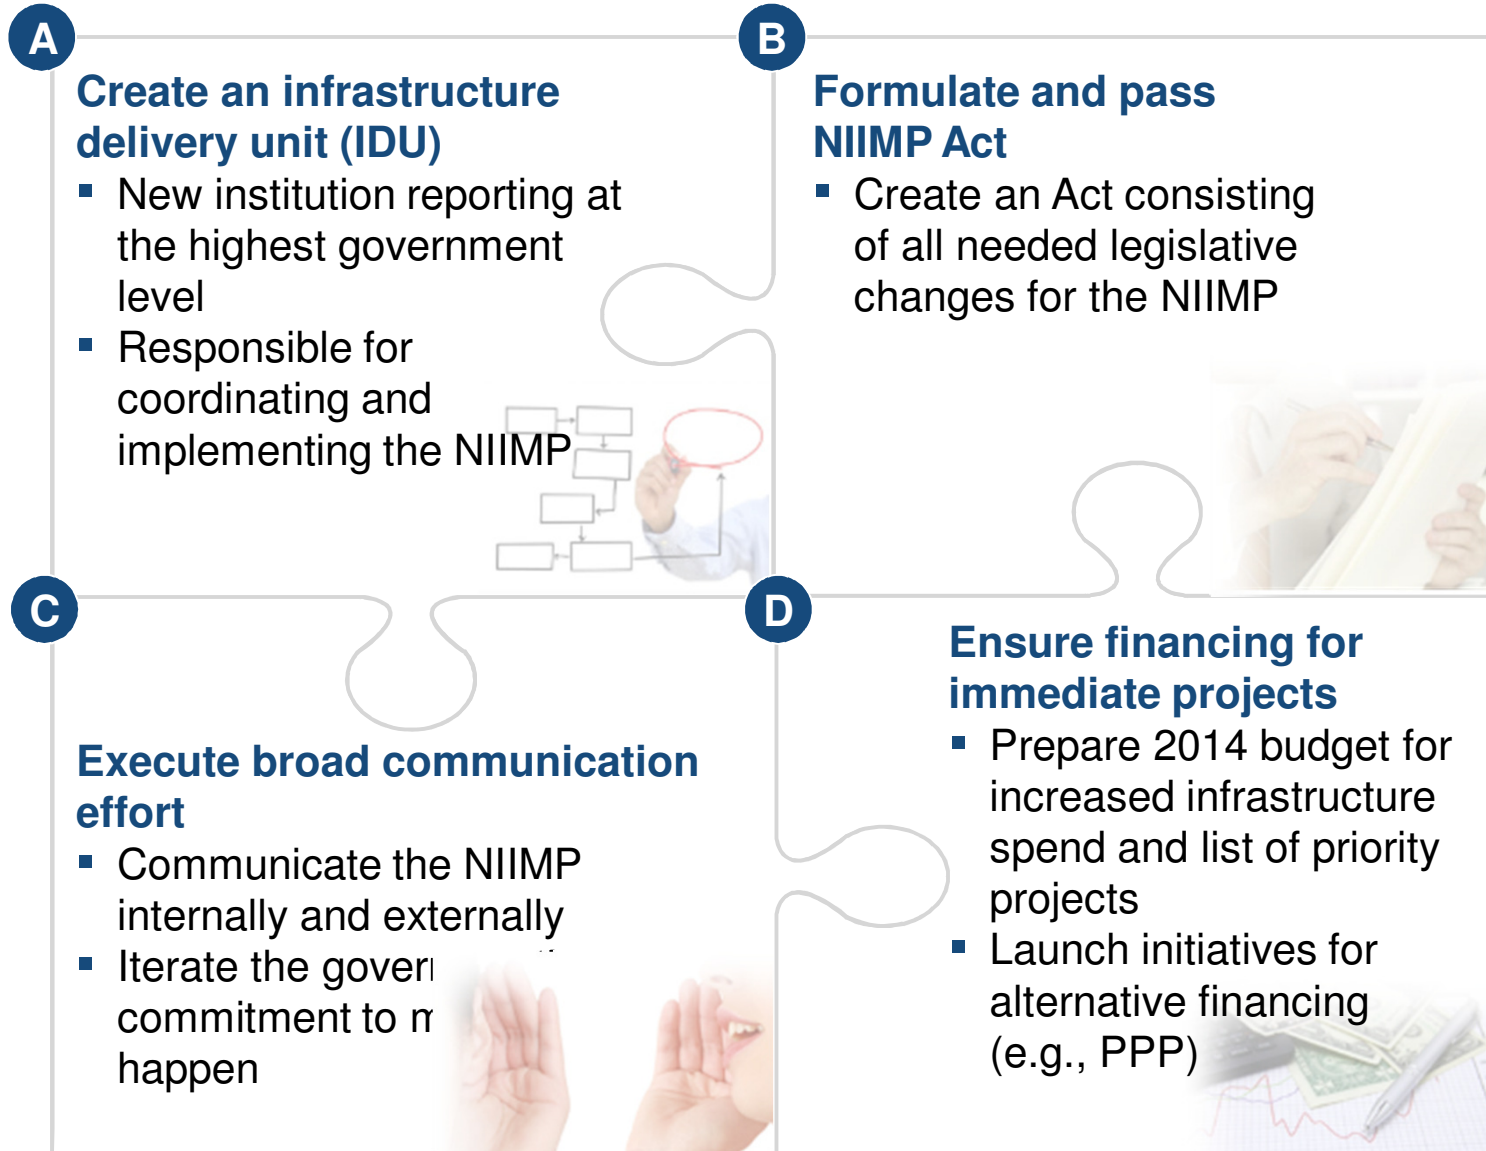 A
Create an infrastructure
delivery unit (IDU)
▪ New institution reporting at
the highest government
level
▪ Responsible for
coordinating and
implementing the NIIMP
B
Formulate and pass
NIIMP Act
▪ Create an Act consisting
of all needed legislative
changes for the NIIMP
C
Execute broad communication
effort
▪ Communicate the NIIMP
internally and externally
▪ Iterate the
commitment to
happen
D
Ensure financing for
immediate projects
▪ Prepare 2014 budget for
increased infrastructure
spend and list of priority
projects
▪ Launch initiatives for
alternative financing
(e.g., PPP)